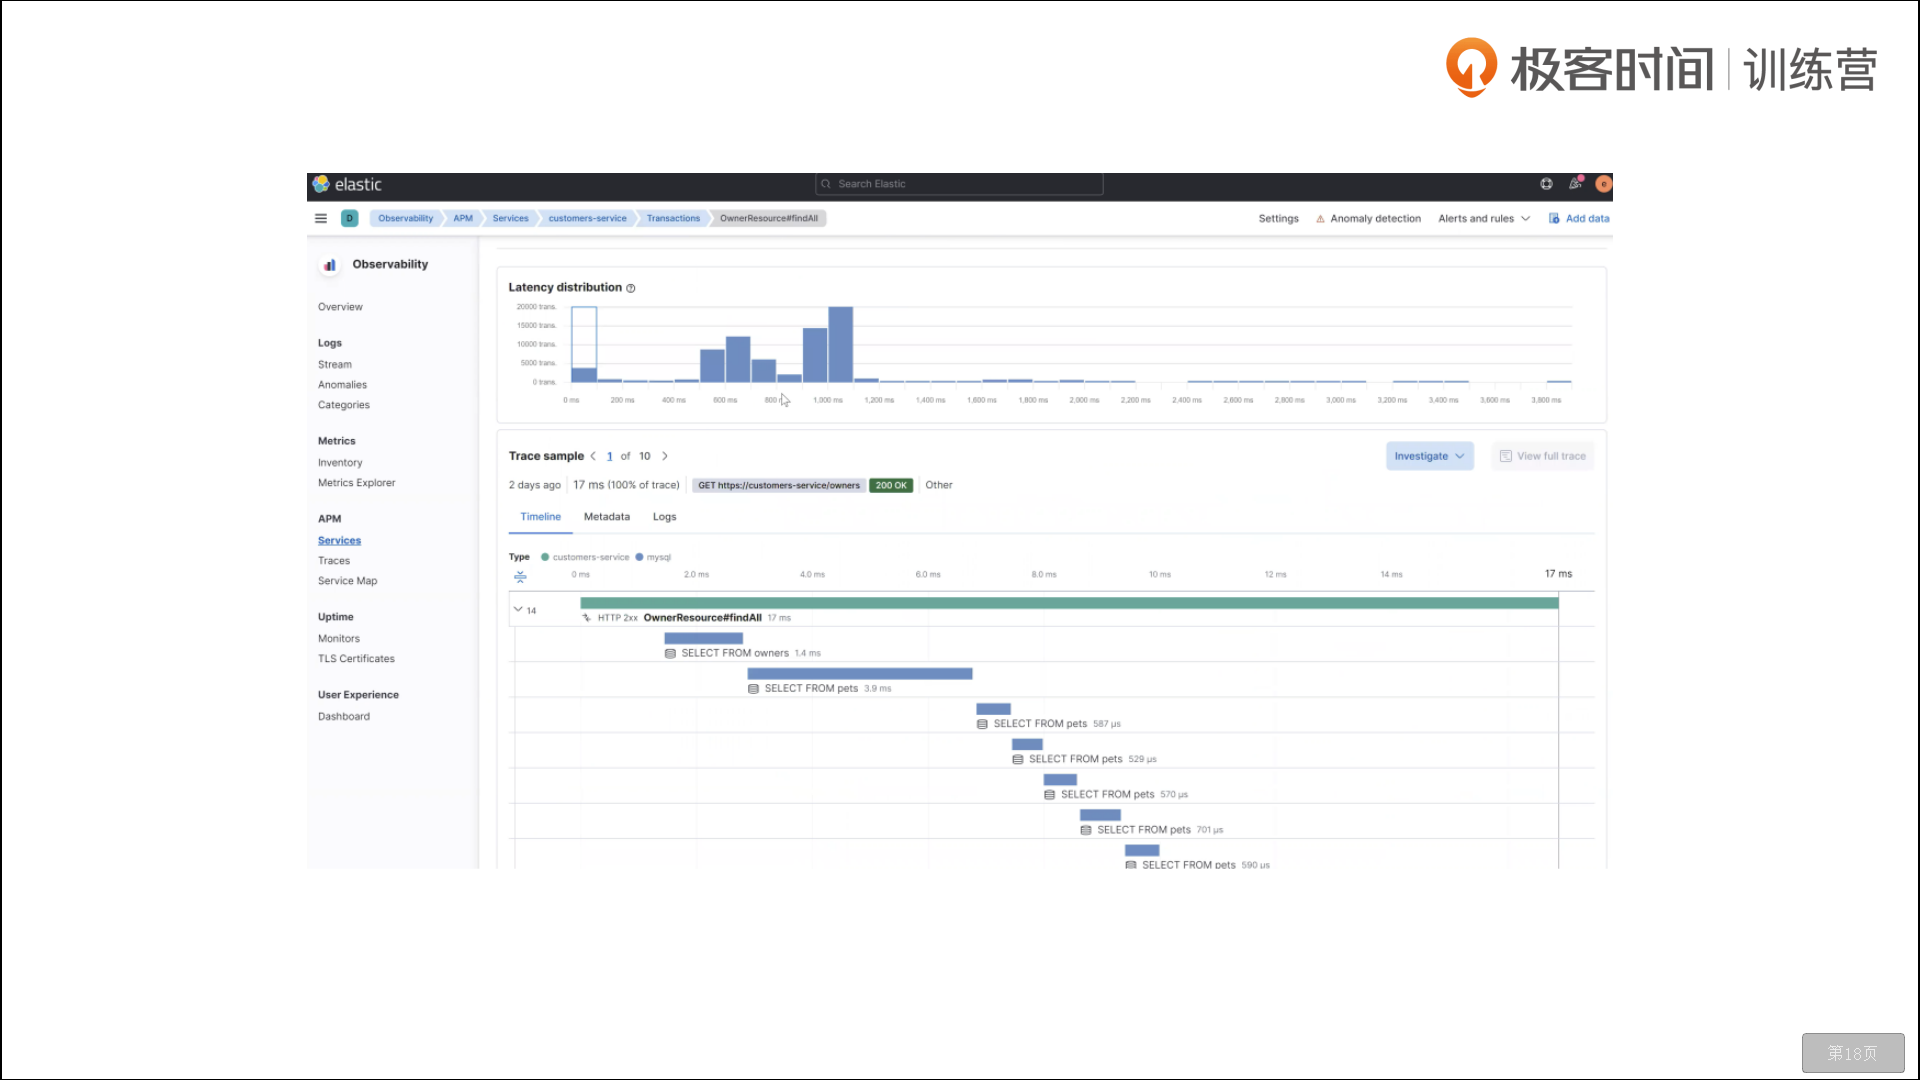 极客时间 | 训练营
elastic
Search Elastic
e
D
Observability
APM
Services
customers-service
Transactions
OwnerResource#findAll
Settings
Anomaly detection
Alerts and rules
Add data
Observability
Overview
Logs
Stream
Anomalies
Categories
Metrics
Inventory
Metrics Explorer
APM
Services
Traces
Service Map
Uptime
Monitors
TLS Certificates
User Experience
Dashboard
Latency distribution
20000 trans.
15000 trans.
10000 trans.
5000 trans.
0 trans.
0 ms 200 ms 400 ms 600 ms 800 1,000 ms 1,200 ms 1,400 ms 1,600 ms 1,800 ms 2,000 ms 2,200 ms 2,400 ms 2,600 ms 2,800 ms 3,000 ms 3,200 ms 3,400 ms 3,600 ms 3,800 ms
Trace sample 1 of 10
Investigate
View full trace
2 days ago 17 ms (100% of trace) GET https://customers-service/owners 200 OK Other
Timeline Metadata Logs
Type customers-service mysql
0 ms 2.0 ms 4.0 ms 6.0 ms 8.0 ms 10 ms 12 ms 14 ms 17 ms
14
HTTP 2xx OwnerResource#findAll 17 ms
SELECT FROM owners 1.4 ms
SELECT FROM pets 3.9 ms
SELECT FROM pets 587 μs
SELECT FROM pets 529 μs
SELECT FROM pets 570 μs
SELECT FROM pets 701 μs
SELECT FROM pets 590 μs
第18页